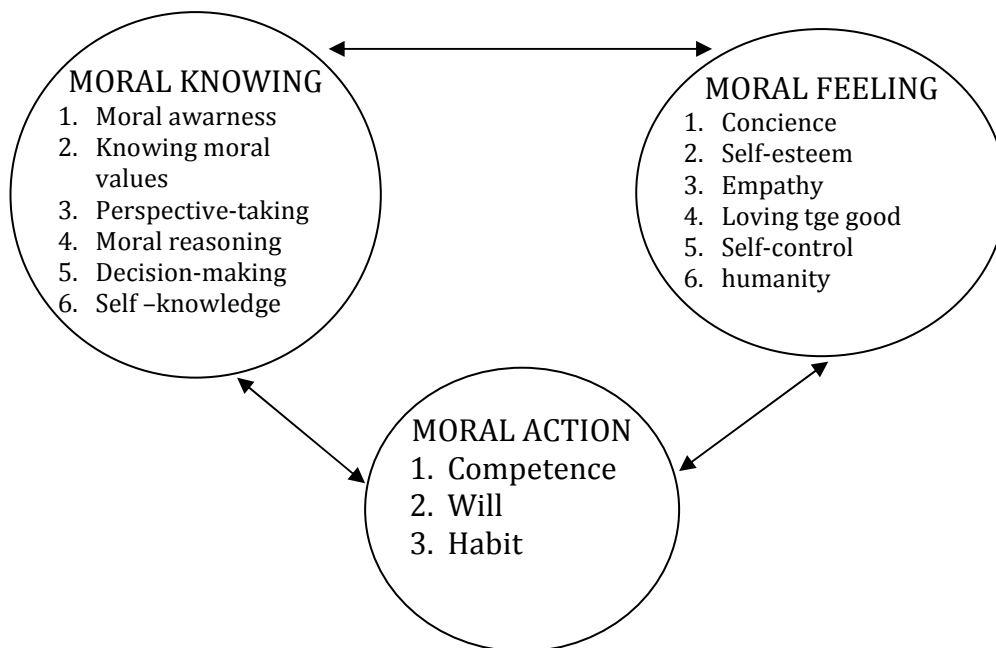 MORAL KNOWING
1. Moral awarness
2. Knowing moral
values
3. Perspective-taking
4. Moral reasoning
5. Decision-making
6. Self –knowledge
MORAL FEELING
1. Concience
2. Self-esteem
3. Empathy
4. Loving tge good
5. Self-control
6. humanity
MORAL ACTION
1. Competence
2. Will
3. Habit